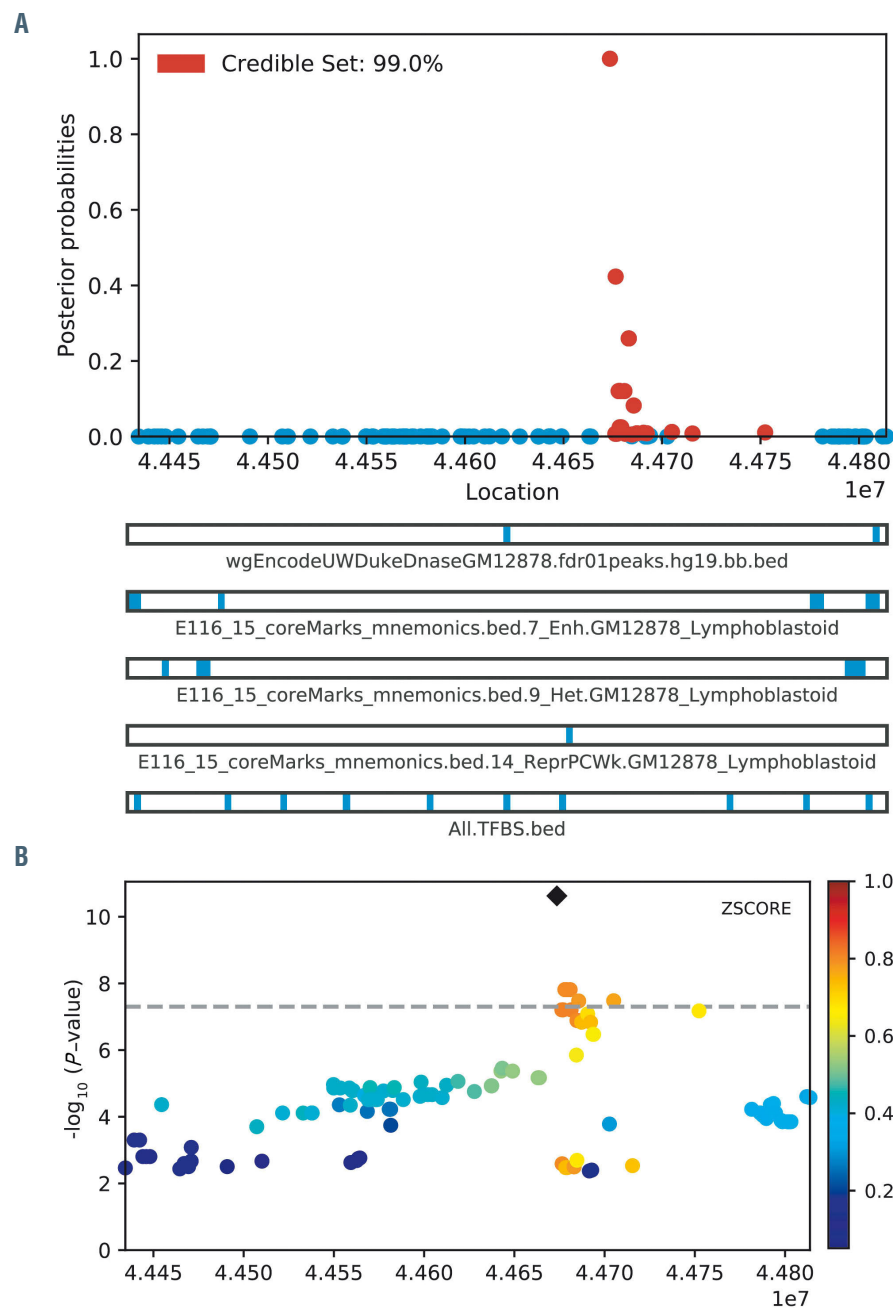 A
Credible Set: 99.0%
Posterior probabilities
1.0
0.8
0.6
0.4
0.2
0.0
4.445 4.450 4.455 4.460 4.465 4.470 4.475 4.480
Location
1e7
wgEncodeUWDukeDnaseGM12878.fdr01peaks.hg19.bb.bed
E116_15_coreMarks_mnemonics.bed.7_Enh.GM12878_Lymphoblastoid
E116_15_coreMarks_mnemonics.bed.9_Het.GM12878_Lymphoblastoid
E116_15_coreMarks_mnemonics.bed.14_ReprPCWk.GM12878_Lymphoblastoid
All.TFBS.bed
B
ZSCORE
-log10 (P-value)
10
8
6
4
2
0
4.445 4.450 4.455 4.460 4.465 4.470 4.475 4.480
1e7
1.0
0.8
0.6
0.4
0.2